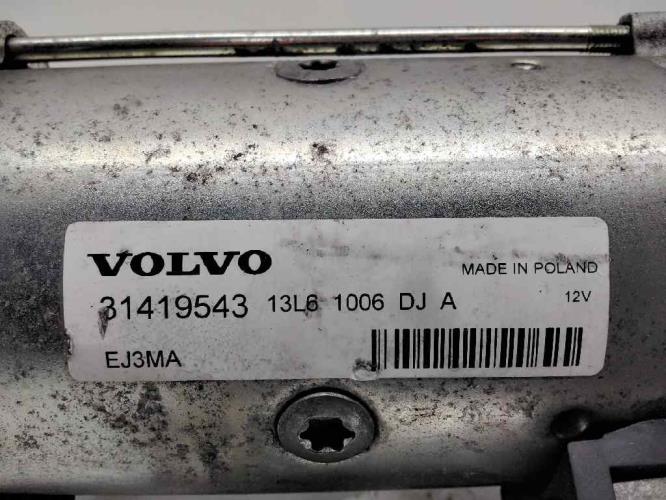 VOLVO
MADE IN POLAND
31419543 13L6 1006 DJ A 12V
EJ3MA